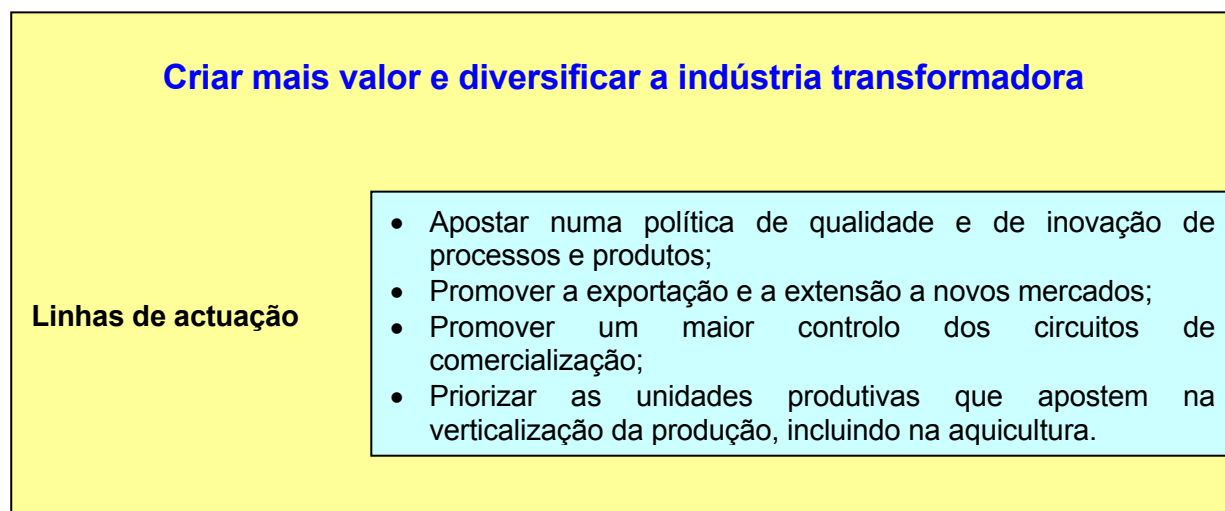 Criar mais valor e diversificar a indústria transformadora
Linhas de actuação
• Apostar numa política de qualidade e de inovação de
processos e produtos;
• Promover a exportação e a extensão a novos mercados;
• Promover um maior controlo dos circuitos de
comercialização;
• Priorizar as unidades produtivas que apostem na
verticalização da produção, incluindo na aquicultura.